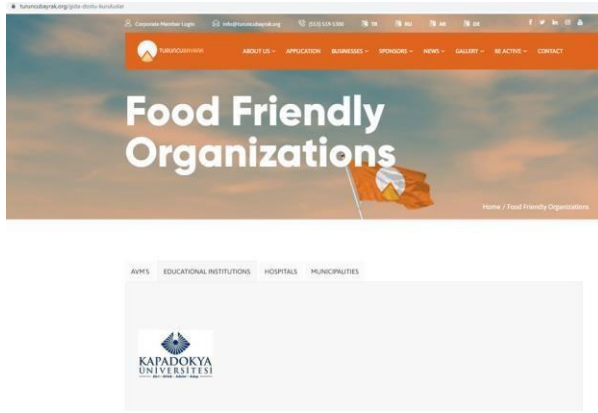 turuncubayrak.org/gida-dostu-kuruluslar
Corporate Member Login info@turuncubayrak.org TR RU AR DE
TURUNCUBAYRAK ABOUT US APPLICATION BUSINESSES SPONSORS NEWS GALLERY BE ACTIVE CONTACT
Food Friendly
Organizations
Home / Food Friendly Organizations
AVM'S EDUCATIONAL INSTITUTIONS HOSPITALS MUNICIPALITIES
KAPADOKYA
ÜNİVERSİTESİ